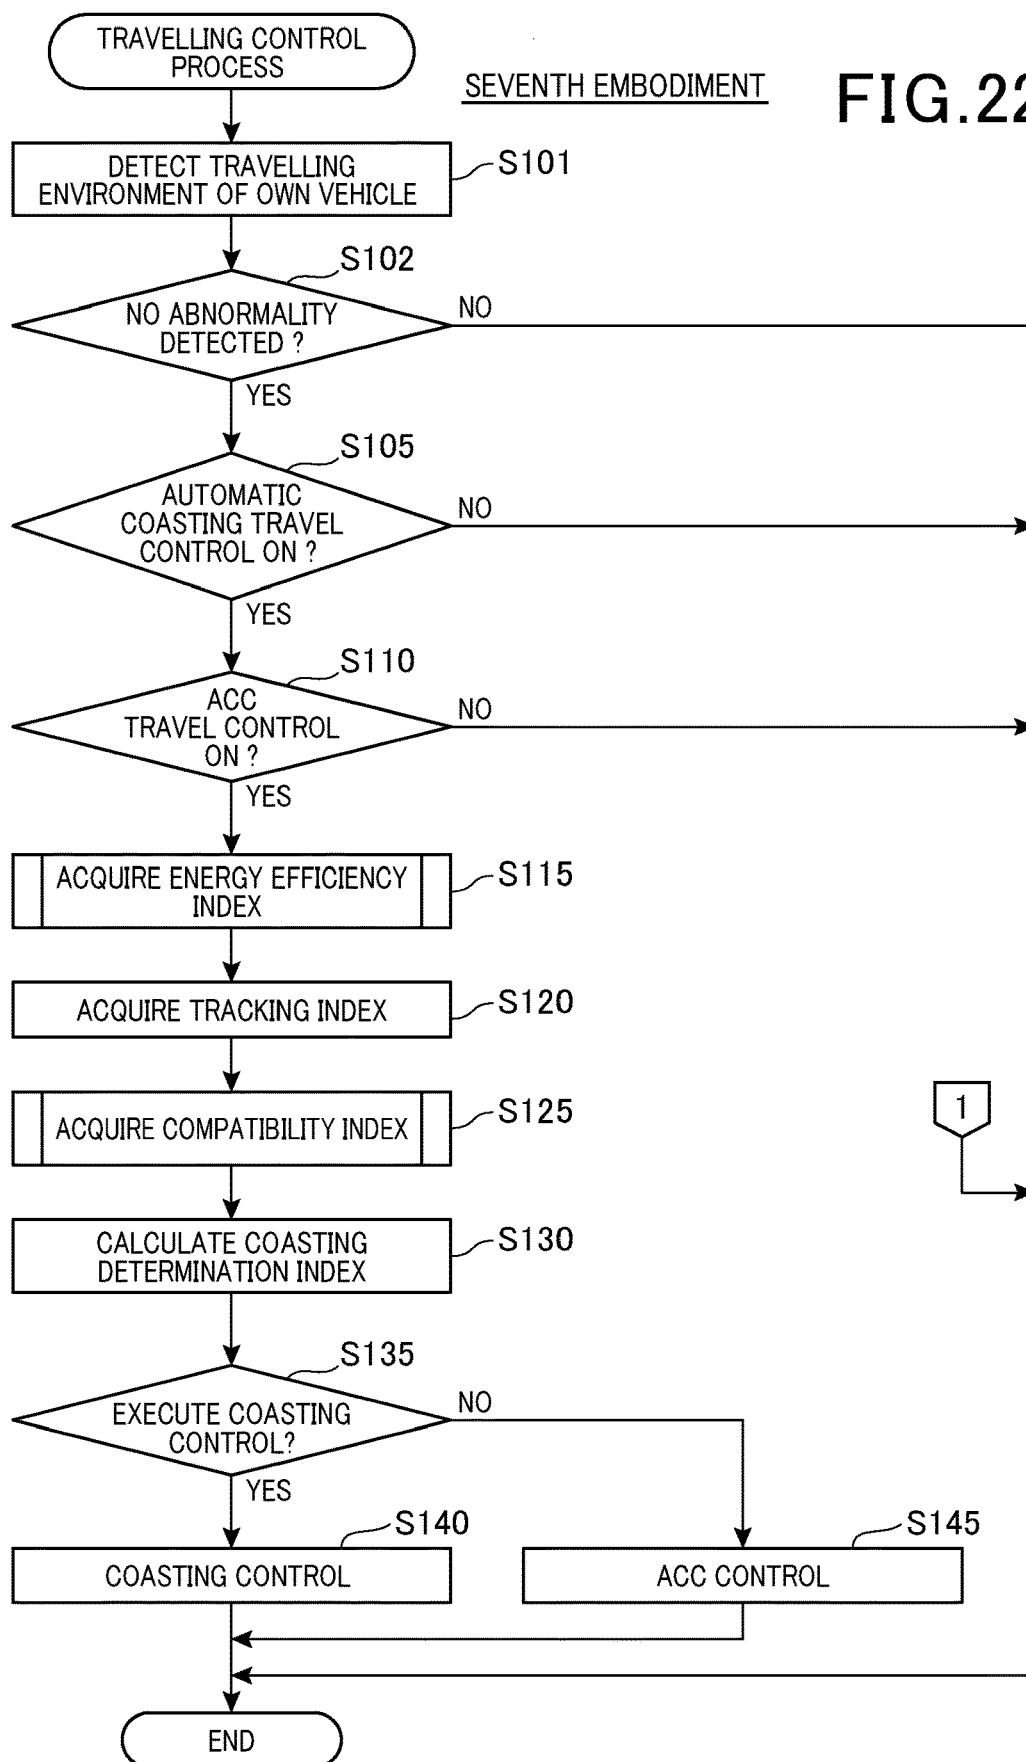 TRAVELLING CONTROL
PROCESS
SEVENTH EMBODIMENT
FIG.22
DETECT TRAVELLING
ENVIRONMENT OF OWN VEHICLE
S101
S102
NO ABNORMALITY
DETECTED ?
NO
YES
S105
AUTOMATIC
COASTING TRAVEL
CONTROL ON ?
NO
YES
S110
ACC
TRAVEL CONTROL
ON ?
NO
YES
ACQUIRE ENERGY EFFICIENCY
INDEX
S115
ACQUIRE TRACKING INDEX
S120
ACQUIRE COMPATIBILITY INDEX
S125
1
CALCULATE COASTING
DETERMINATION INDEX
S130
S135
EXECUTE COASTING
CONTROL?
NO
YES
S140
COASTING CONTROL
S145
ACC CONTROL
END